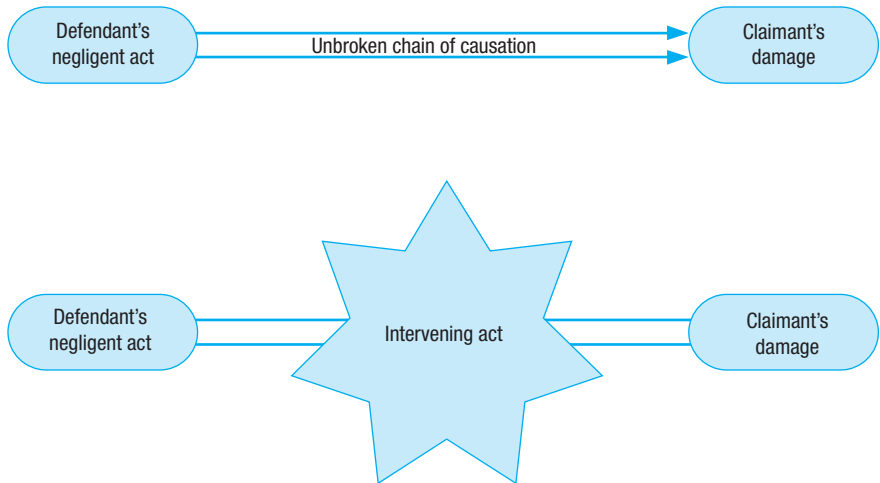 Defendant's
negligent act
Unbroken chain of causation
Claimant's
damage
Defendant's
negligent act
Intervening act
Claimant's
damage